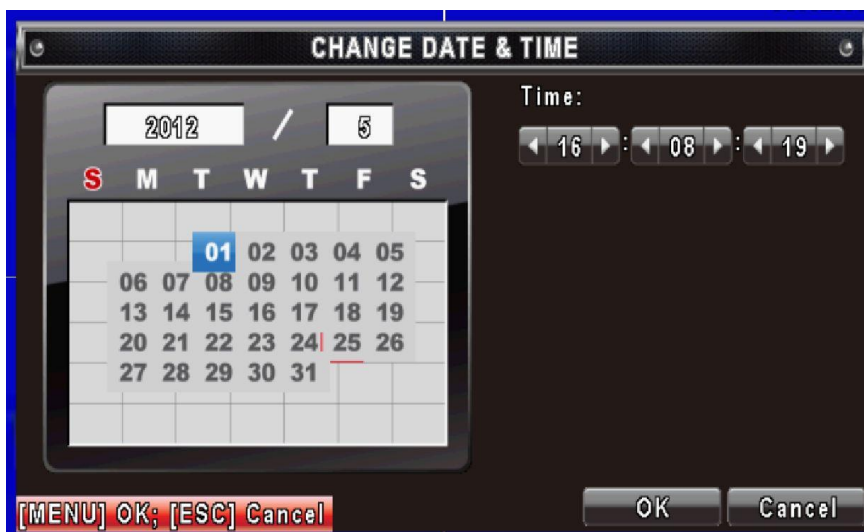 CHANGE DATE & TIME
2012 / 5
S M T W T F S
01 02 03 04 05
06 07 08 09 10 11 12
13 14 15 16 17 18 19
20 21 22 23 24 25 26
27 28 29 30 31
Time:
16 : 08 : 19
[MENU] OK; [ESC] Cancel
OK Cancel